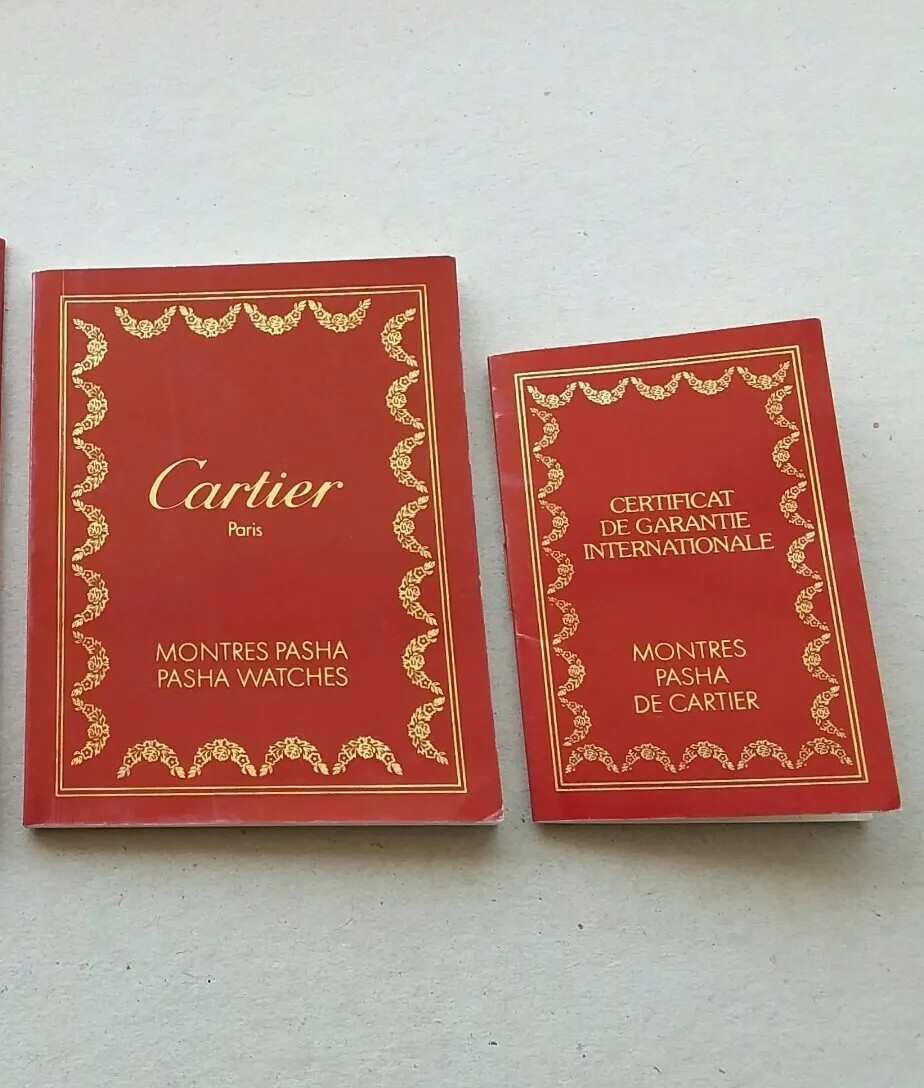 Cartier
Paris
MONTRES PASHA
PASHA WATCHES
CERTIFICAT
DE GARANTIE
INTERNATIONALE
MONTRES
PASHA
DE CARTIER